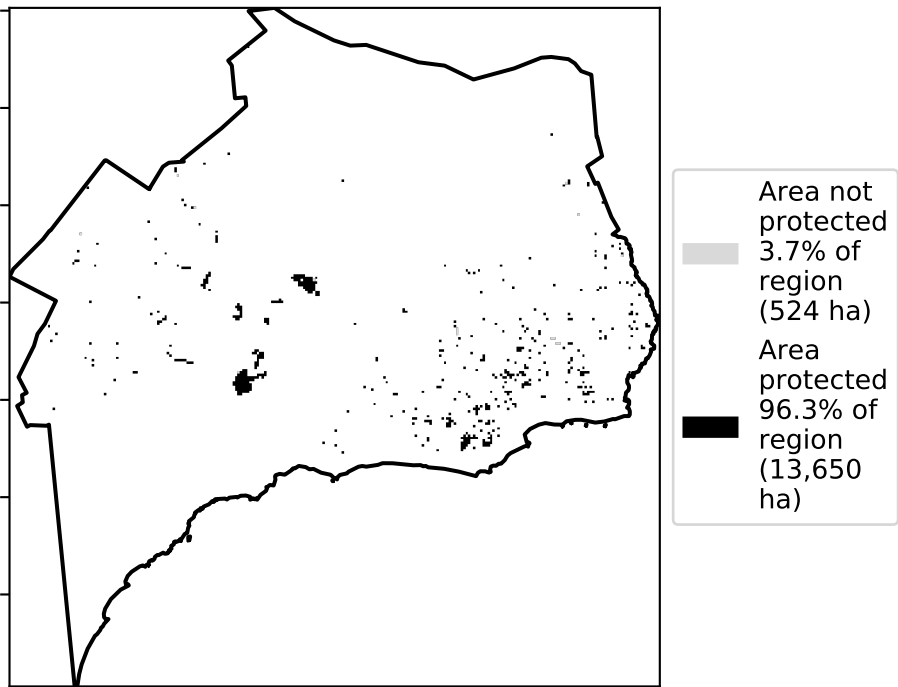 Area not
protected
3.7% of
region
(524 ha)
Area
protected
96.3% of
region
(13,650
ha)